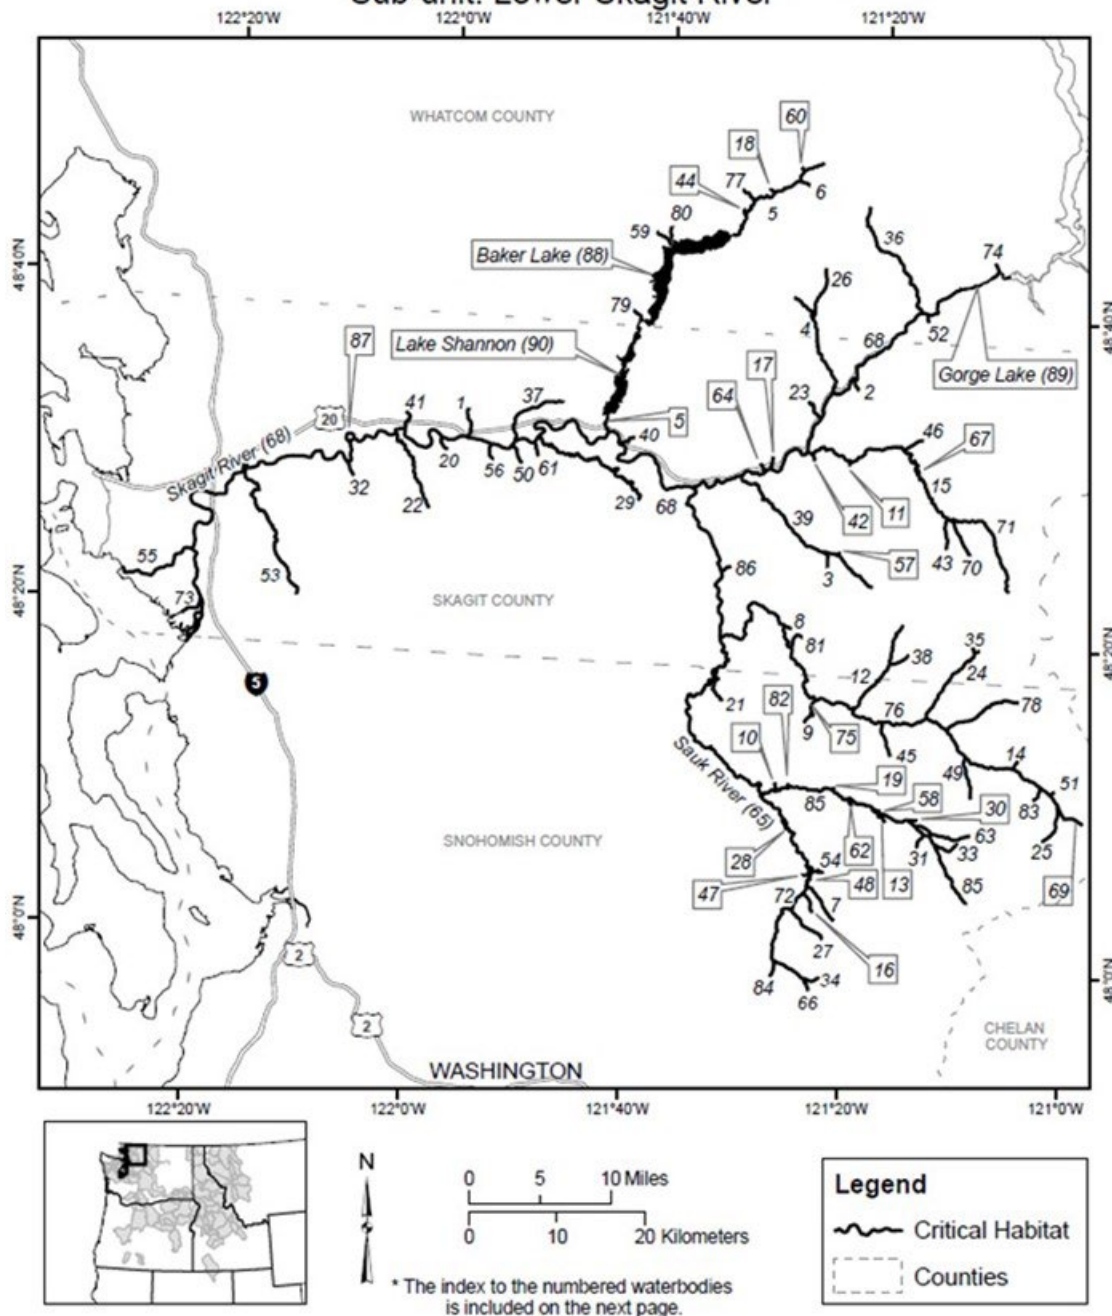 Sub-unit: Lower Skagit River
122°20'W 122°0'W 121°40'W 121°20'W
WHATCOM COUNTY
60
18
44 77 5 6
59 80
Baker Lake (88)
36
74
26
79
4
52
68
Gorge Lake (89)
Lake Shannon (90)
87
17
64
2
23
37
41 1
20
5
40
46
67
Skagit River (68)
20 56 50 61
32
22
29
68
15
39 42 11
71
55
53
57
3
43 70
48°40'N
48°40'N
48°20'N
73
SKAGIT COUNTY
86
8
81
48°20'N
35
38
24
12
5
21
82
76
78
10
9 75
45
Sauk River (65)
19
14
49
51
85
58
30
83
SNOHOMISH COUNTY
63
28
54
62
31 33
25
69
47
48 13
85
72 7
48°0'N
27
16
2
84 34
66
48°0'N
2
CHELAN
COUNTY
WASHINGTON
122°20'W 122°0'W 121°40'W 121°20'W 121°0'W
N
0 5 10 Miles
0 10 20 Kilometers
* The index to the numbered waterbodies
is included on the next page.
Legend
Critical Habitat
Counties